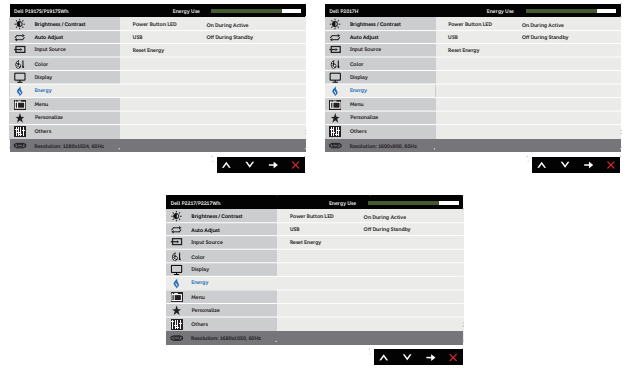 Dell P1917S/P1917SWh Energy Use
Brightness / Contrast Power Button LED On During Active
Auto Adjust USB Off During Standby
Input Source Reset Energy
Color
Display
Energy
Menu
Personalize
Others
Resolution: 1280x1024, 60Hz
Dell P2017H Energy Use
Brightness / Contrast Power Button LED On During Active
Auto Adjust USB Off During Standby
Input Source Reset Energy
Color
Display
Energy
Menu
Personalize
Others
Resolution: 1600x900, 60Hz
Dell P2217/P2217Wh Energy Use
Brightness / Contrast Power Button LED On During Active
Auto Adjust USB Off During Standby
Input Source Reset Energy
Color
Display
Energy
Menu
Personalize
Others
Resolution: 1680x1050, 60Hz